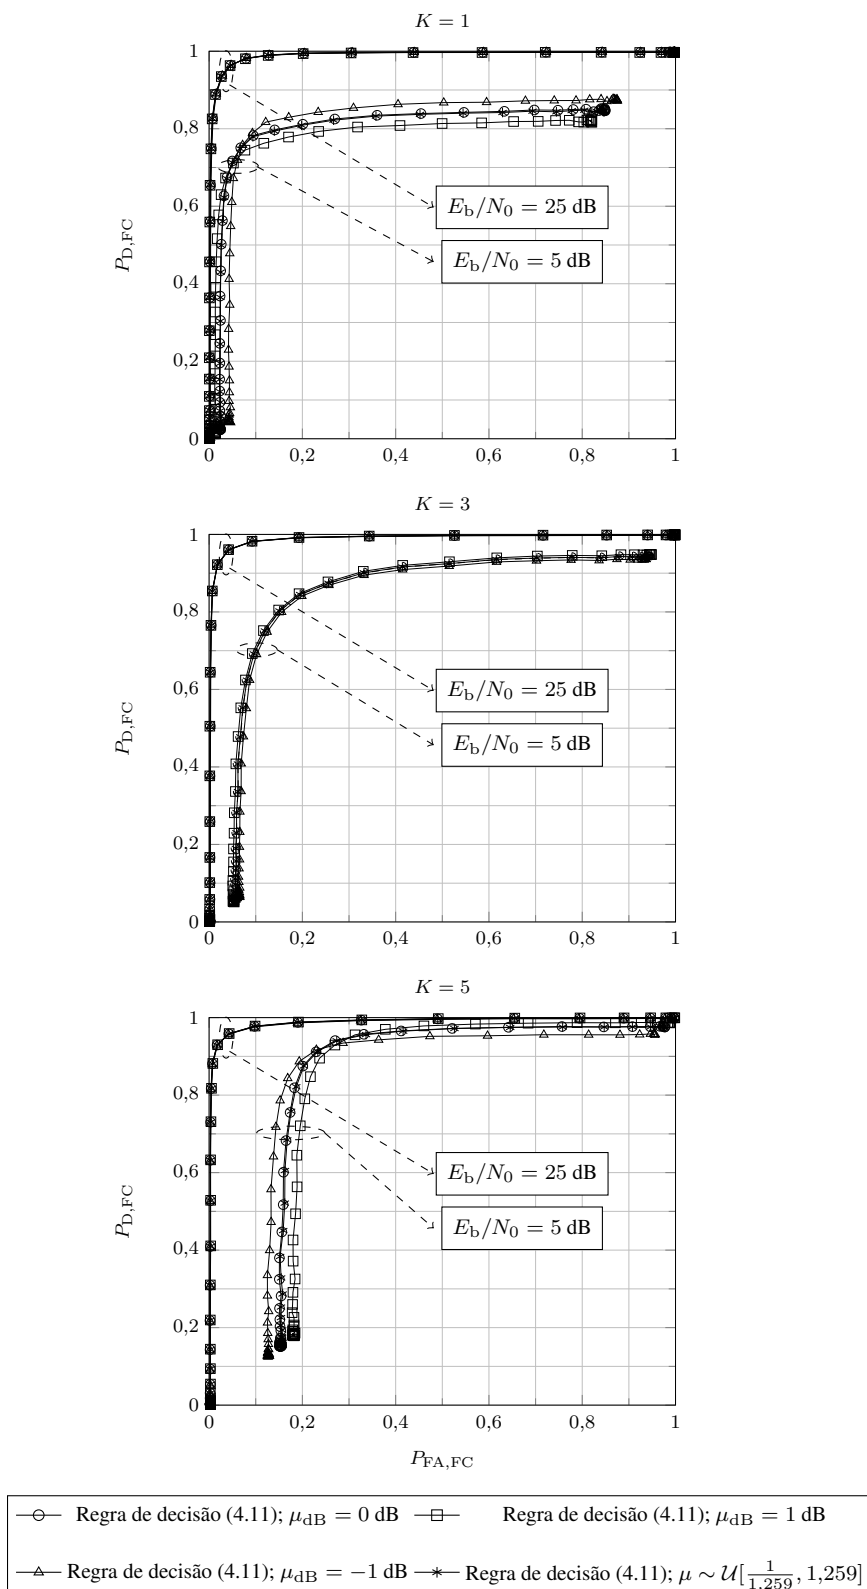 K = 1
1
0,8
0,6
0,4
0,2
0
P_D,FC
E_b/N_0 = 25 dB
E_b/N_0 = 5 dB
0 0,2 0,4 0,6 0,8 1
K = 3
1
0,8
0,6
0,4
0,2
0
P_D,FC
E_b/N_0 = 25 dB
E_b/N_0 = 5 dB
0 0,2 0,4 0,6 0,8 1
K = 5
1
0,8
0,6
0,4
0,2
0
P_D,FC
E_b/N_0 = 25 dB
E_b/N_0 = 5 dB
0 0,2 0,4 0,6 0,8 1
P_FA,FC
Regra de decisão (4.11); μ_dB = 0 dB Regra de decisão (4.11); μ_dB = 1 dB
Regra de decisão (4.11); μ_dB = −1 dB Regra de decisão (4.11); μ ∼ 𝒰[1/1,259, 1,259]